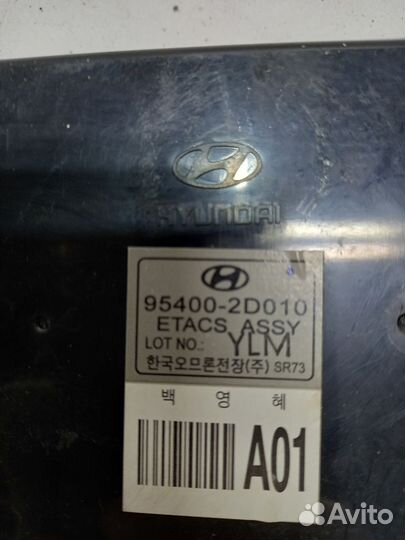 HYUNDAI
95400-2D010
ETACS ASSY
LOT NO.: YLM
한국오므론전장(주) SR73
백 영 혜
A01
Avito